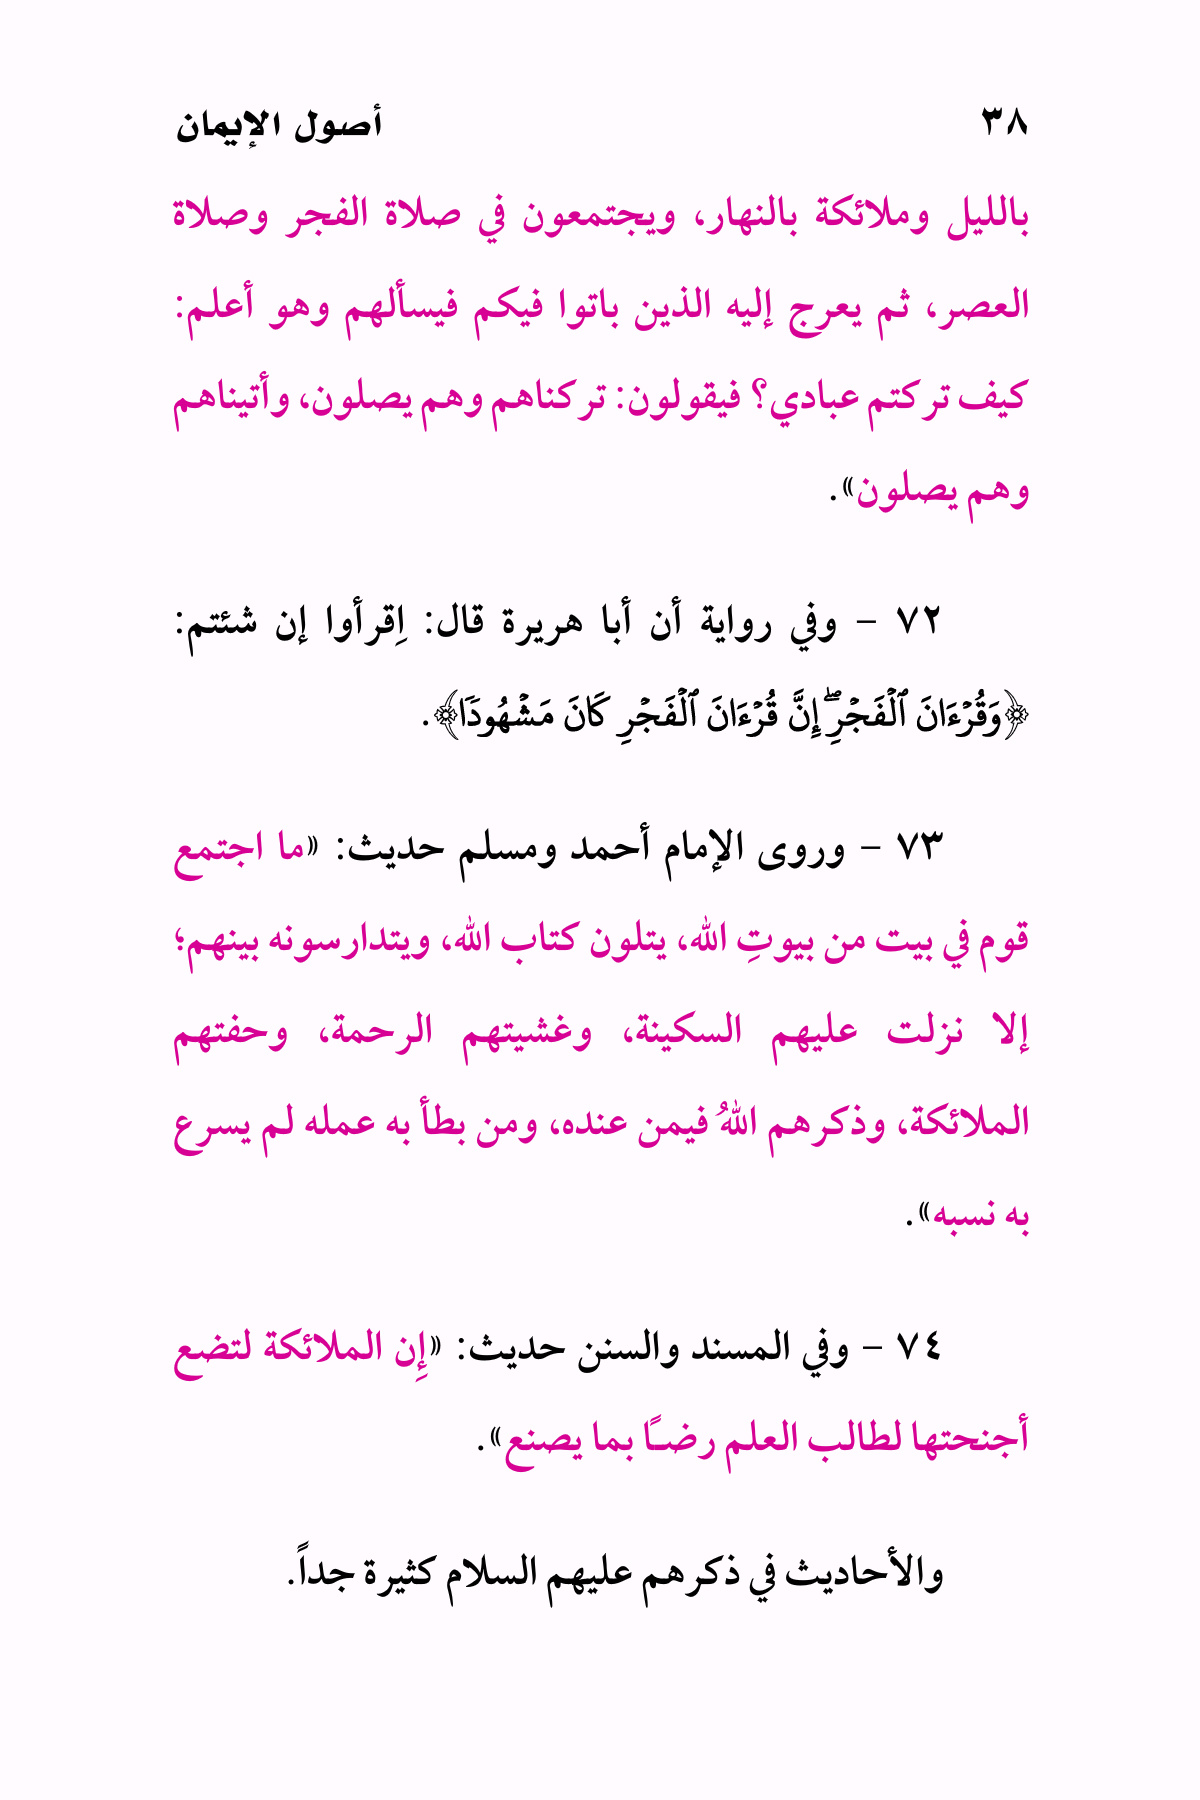 ٣٨ أصول الإيمان
بالليل وملائكة بالنهار، ويجتمعون في صلاة الفجر وصلاة
العصر، ثم يعرج إليه الذين باتوا فيكم فيسألهم وهو أعلم:
كيف تركتم عبادي؟ فيقولون: تركناهم وهم يصلون، وأتيناهم
وهم يصلون».
٧٢ – وفي رواية أن أبا هريرة قال: اِقرأوا إن شئتم:
﴿وَقُرْءَانَ ٱلْفَجْرِۖ إِنَّ قُرْءَانَ ٱلْفَجْرِ كَانَ مَشْهُودًا﴾.
٧٣ – وروى الإمام أحمد ومسلم حديث: «ما اجتمع
قوم في بيت من بيوتِ الله، يتلون كتاب الله، ويتدارسونه بينهم؛
إلا نزلت عليهم السكينة، وغشيتهم الرحمة، وحفتهم
الملائكة، وذكرهم اللهُ فيمن عنده، ومن بطأ به عمله لم يسرع
به نسبه».
٧٤ – وفي المسند والسنن حديث: «إِن الملائكة لتضع
أجنحتها لطالب العلم رضـًا بما يصنع».
والأحاديث في ذكرهم عليهم السلام كثيرة جداً.